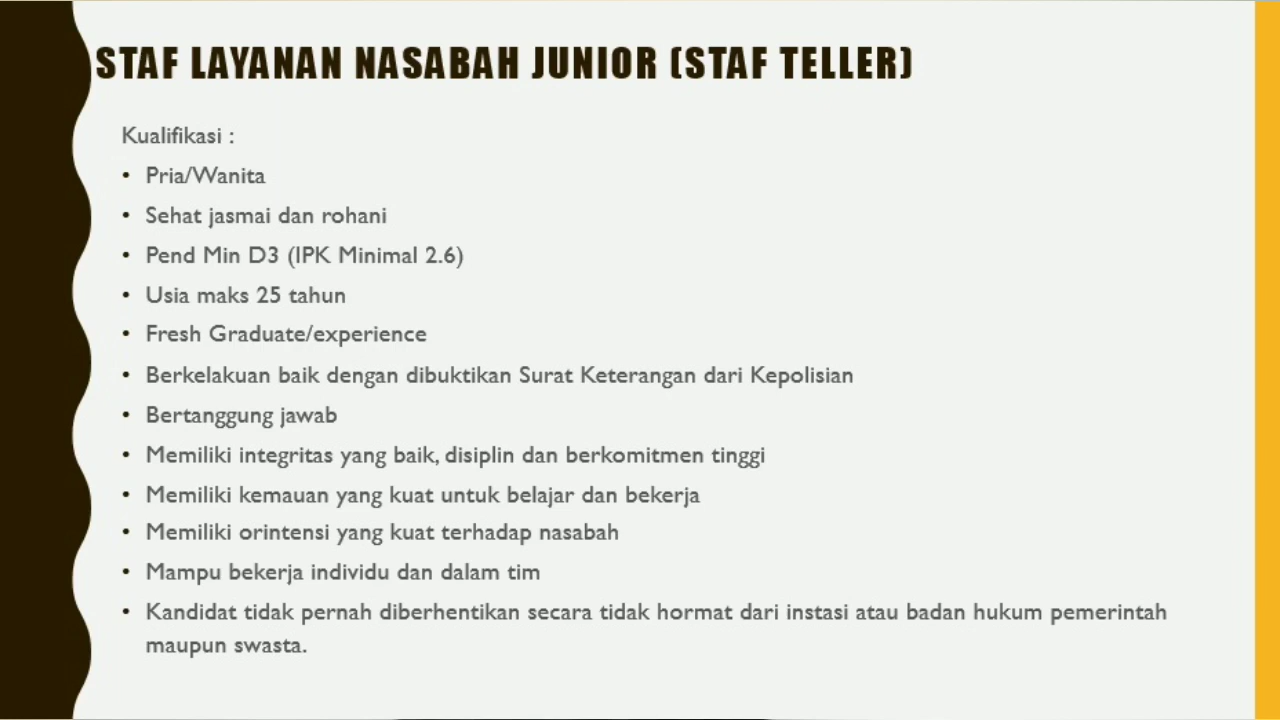 STAF LAYANAN NASABAH JUNIOR (STAF TELLER)
Kualifikasi :
• Pria/Wanita
• Sehat jasmai dan rohani
• Pend Min D3 (IPK Minimal 2.6)
• Usia maks 25 tahun
• Fresh Graduate/experience
• Berkelakuan baik dengan dibuktikan Surat Keterangan dari Kepolisian
• Bertanggung jawab
• Memiliki integritas yang baik, disiplin dan berkomitmen tinggi
• Memiliki kemauan yang kuat untuk belajar dan bekerja
• Memiliki orintensi yang kuat terhadap nasabah
• Mampu bekerja individu dan dalam tim
• Kandidat tidak pernah diberhentikan secara tidak hormat dari instasi atau badan hukum pemerintah
maupun swasta.